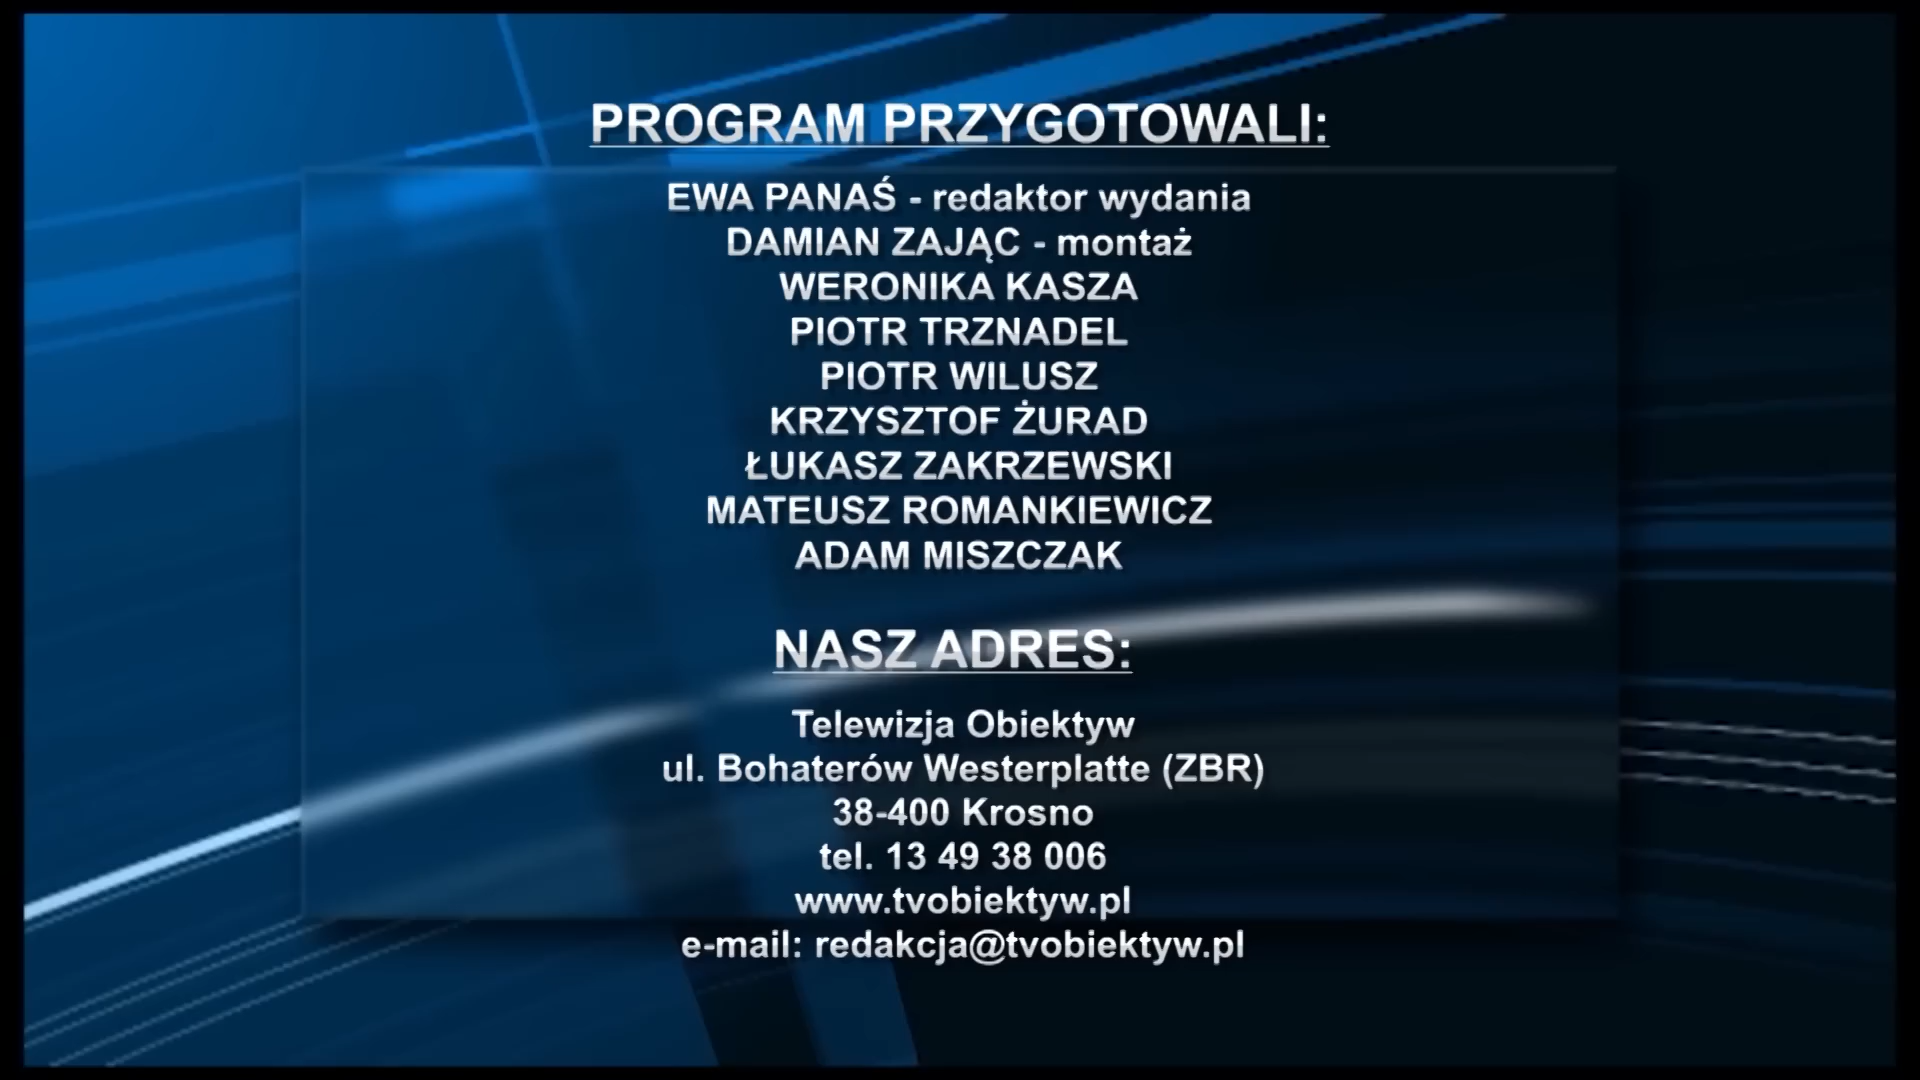 PROGRAM PRZYGOTOWALI:
EWA PANAŚ - redaktor wydania
DAMIAN ZAJĄC - montaż
WERONIKA KASZA
PIOTR TRZNADEL
PIOTR WILUSZ
KRZYSZTOF ŻURAD
ŁUKASZ ZAKRZEWSKI
MATEUSZ ROMANKIEWICZ
ADAM MISZCZAK
NASZ ADRES:
Telewizja Obiektyw
ul. Bohaterów Westerplatte (ZBR)
38-400 Krosno
tel. 13 49 38 006
www.tvobiektyw.pl
e-mail: redakcja@tvobiektyw.pl